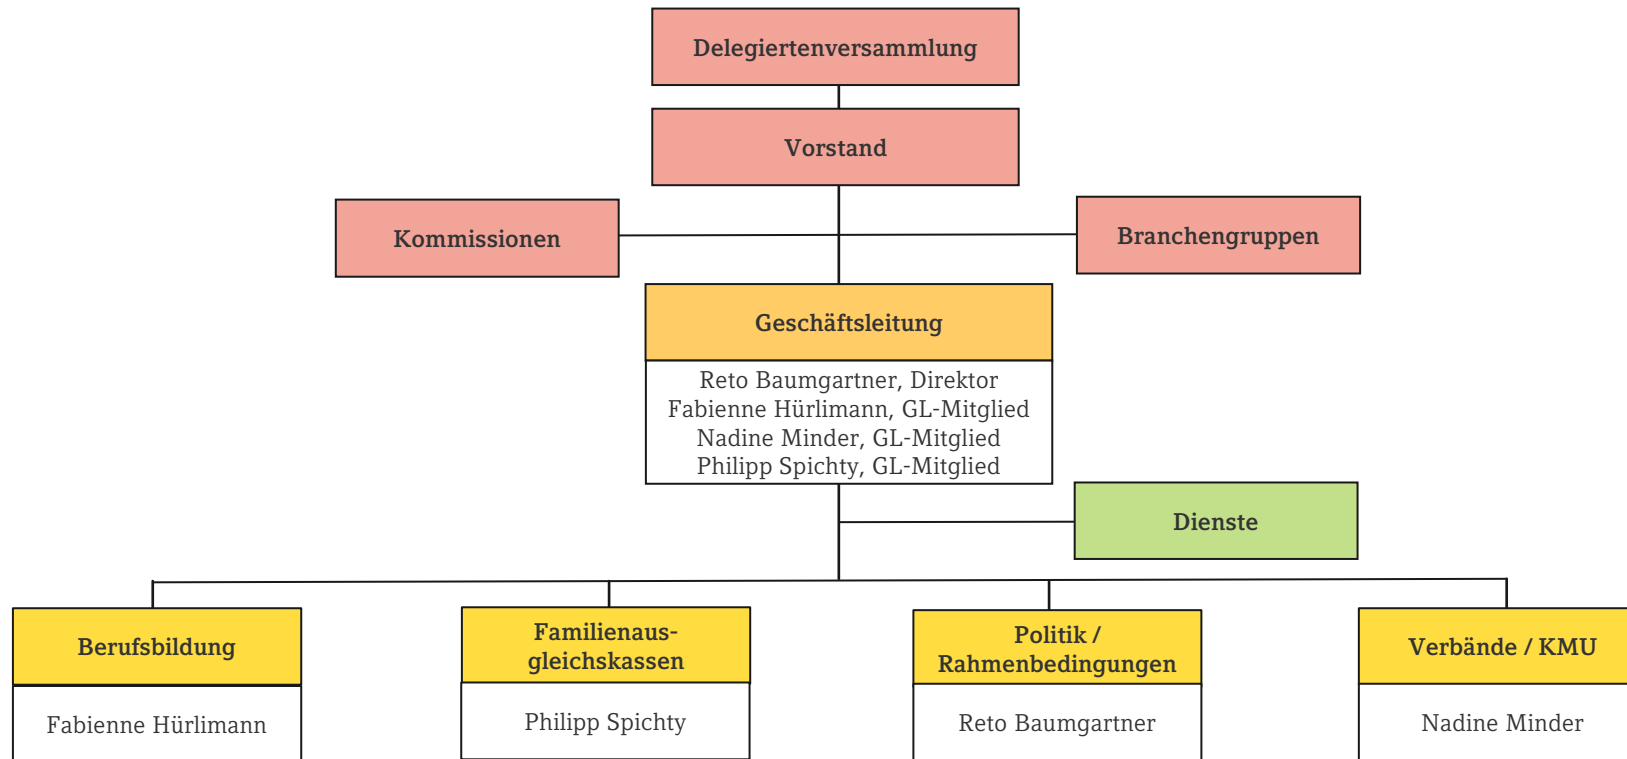 Delegiertenversammlung
Vorstand
Kommissionen
Branchengruppen
Geschäftsleitung
Reto Baumgartner, Direktor
Fabienne Hürlimann, GL-Mitglied
Nadine Minder, GL-Mitglied
Philipp Spichty, GL-Mitglied
Dienste
Berufsbildung
Fabienne Hürlimann
Familienaus-
gleichskassen
Philipp Spichty
Politik /
Rahmenbedingungen
Reto Baumgartner
Verbände / KMU
Nadine Minder